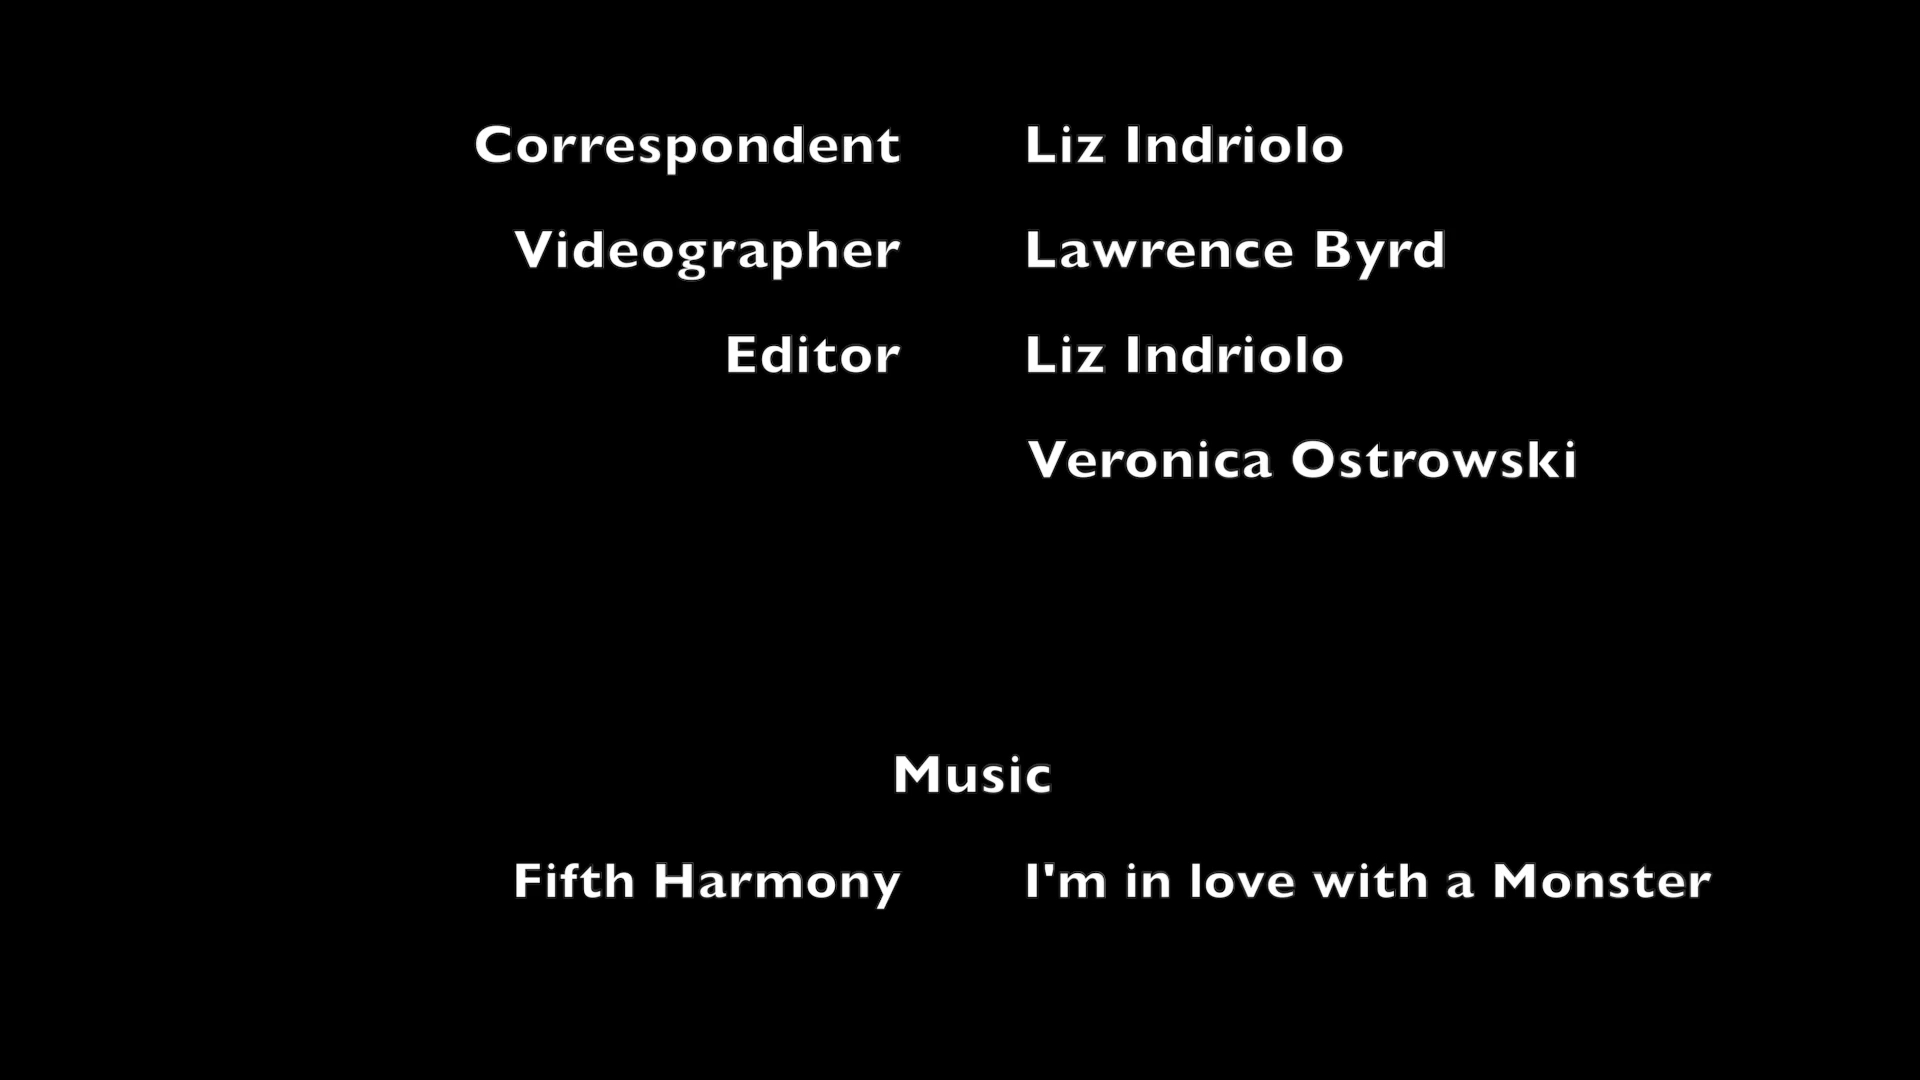 Correspondent Liz Indriolo
Videographer Lawrence Byrd
Editor Liz Indriolo
Veronica Ostrowski
Music
Fifth Harmony I'm in love with a Monster